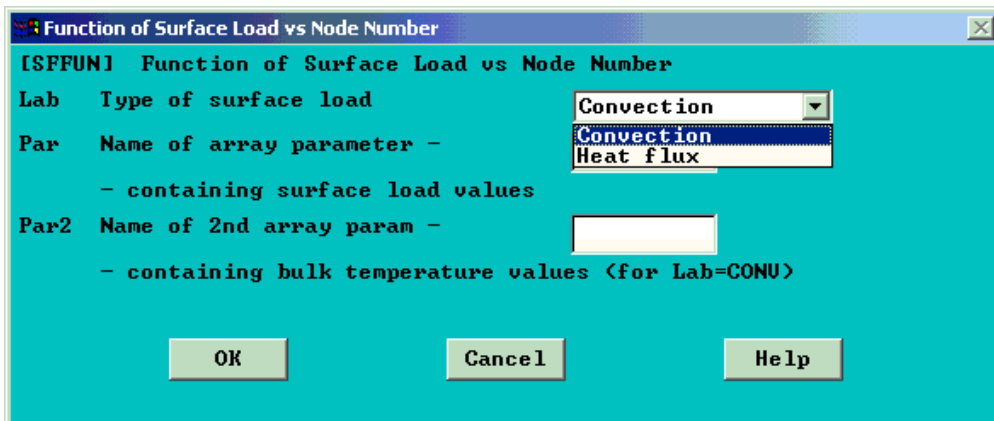 Function of Surface Load vs Node Number
[SFFUN] Function of Surface Load vs Node Number
Lab Type of surface load Convection
Convection
Par Name of array parameter -
Heat flux
- containing surface load values
Par2 Name of 2nd array param -
- containing bulk temperature values (for Lab=CONV)
OK Cancel Help